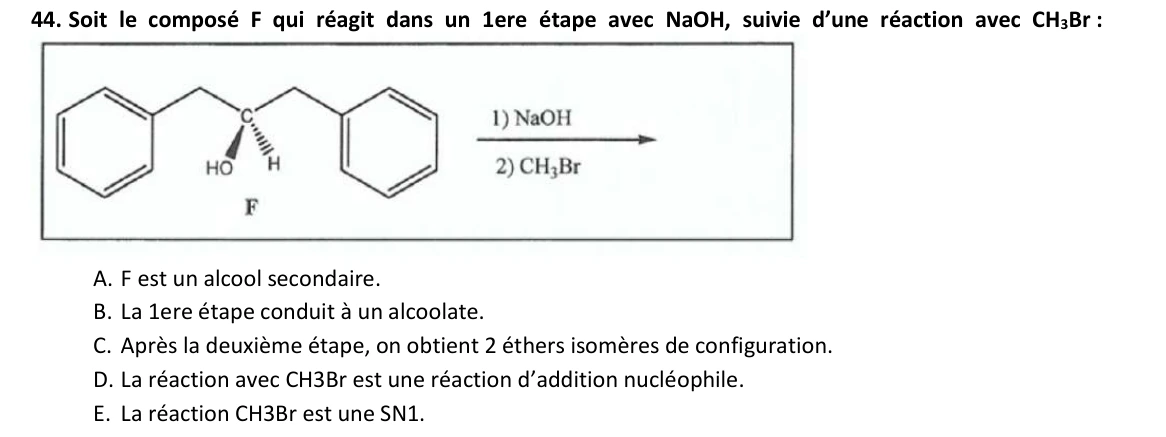 44. Soit le composé F qui réagit dans un 1ere étape avec NaOH, suivie d’une réaction avec CH₃Br :
C
HO
H
F
1) NaOH
2) CH₃Br
A. F est un alcool secondaire.
B. La 1ere étape conduit à un alcoolate.
C. Après la deuxième étape, on obtient 2 éthers isomères de configuration.
D. La réaction avec CH3Br est une réaction d’addition nucléophile.
E. La réaction CH3Br est une SN1.